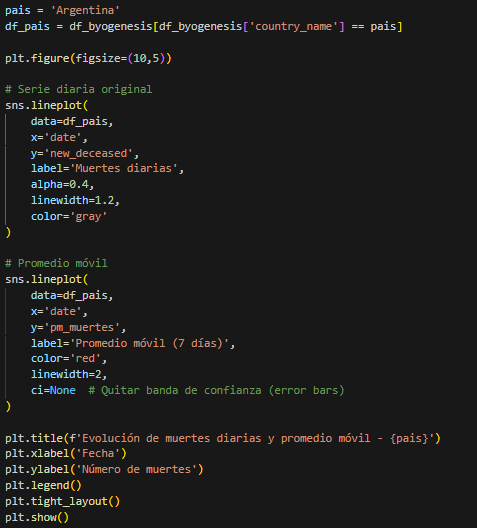 pais = 'Argentina'
df_pais = df_byogenesis[df_byogenesis['country_name'] == pais]
plt.figure(figsize=(10,5))
# Serie diaria original
sns.lineplot(
data=df_pais,
x='date',
y='new_deceased',
label='Muertes diarias',
alpha=0.4,
linewidth=1.2,
color='gray'
)
# Promedio móvil
sns.lineplot(
data=df_pais,
x='date',
y='pm_muertes',
label='Promedio móvil (7 días)',
color='red',
linewidth=2,
ci=None  # Quitar banda de confianza (error bars)
)
plt.title(f'Evolución de muertes diarias y promedio móvil - {pais}')
plt.xlabel('Fecha')
plt.ylabel('Número de muertes')
plt.legend()
plt.tight_layout()
plt.show()